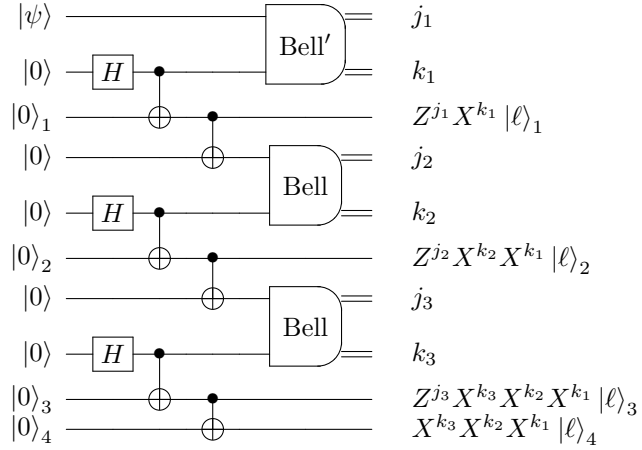 |ψ⟩ Bell′ j₁
|0⟩ H k₁
|0⟩₁ Z^{j₁} X^{k₁} |ℓ⟩₁
|0⟩ Bell j₂
|0⟩ H k₂
|0⟩₂ Z^{j₂} X^{k₂} X^{k₁} |ℓ⟩₂
|0⟩ Bell j₃
|0⟩ H k₃
|0⟩₃ Z^{j₃} X^{k₃} X^{k₂} X^{k₁} |ℓ⟩₃
|0⟩₄ X^{k₃} X^{k₂} X^{k₁} |ℓ⟩₄